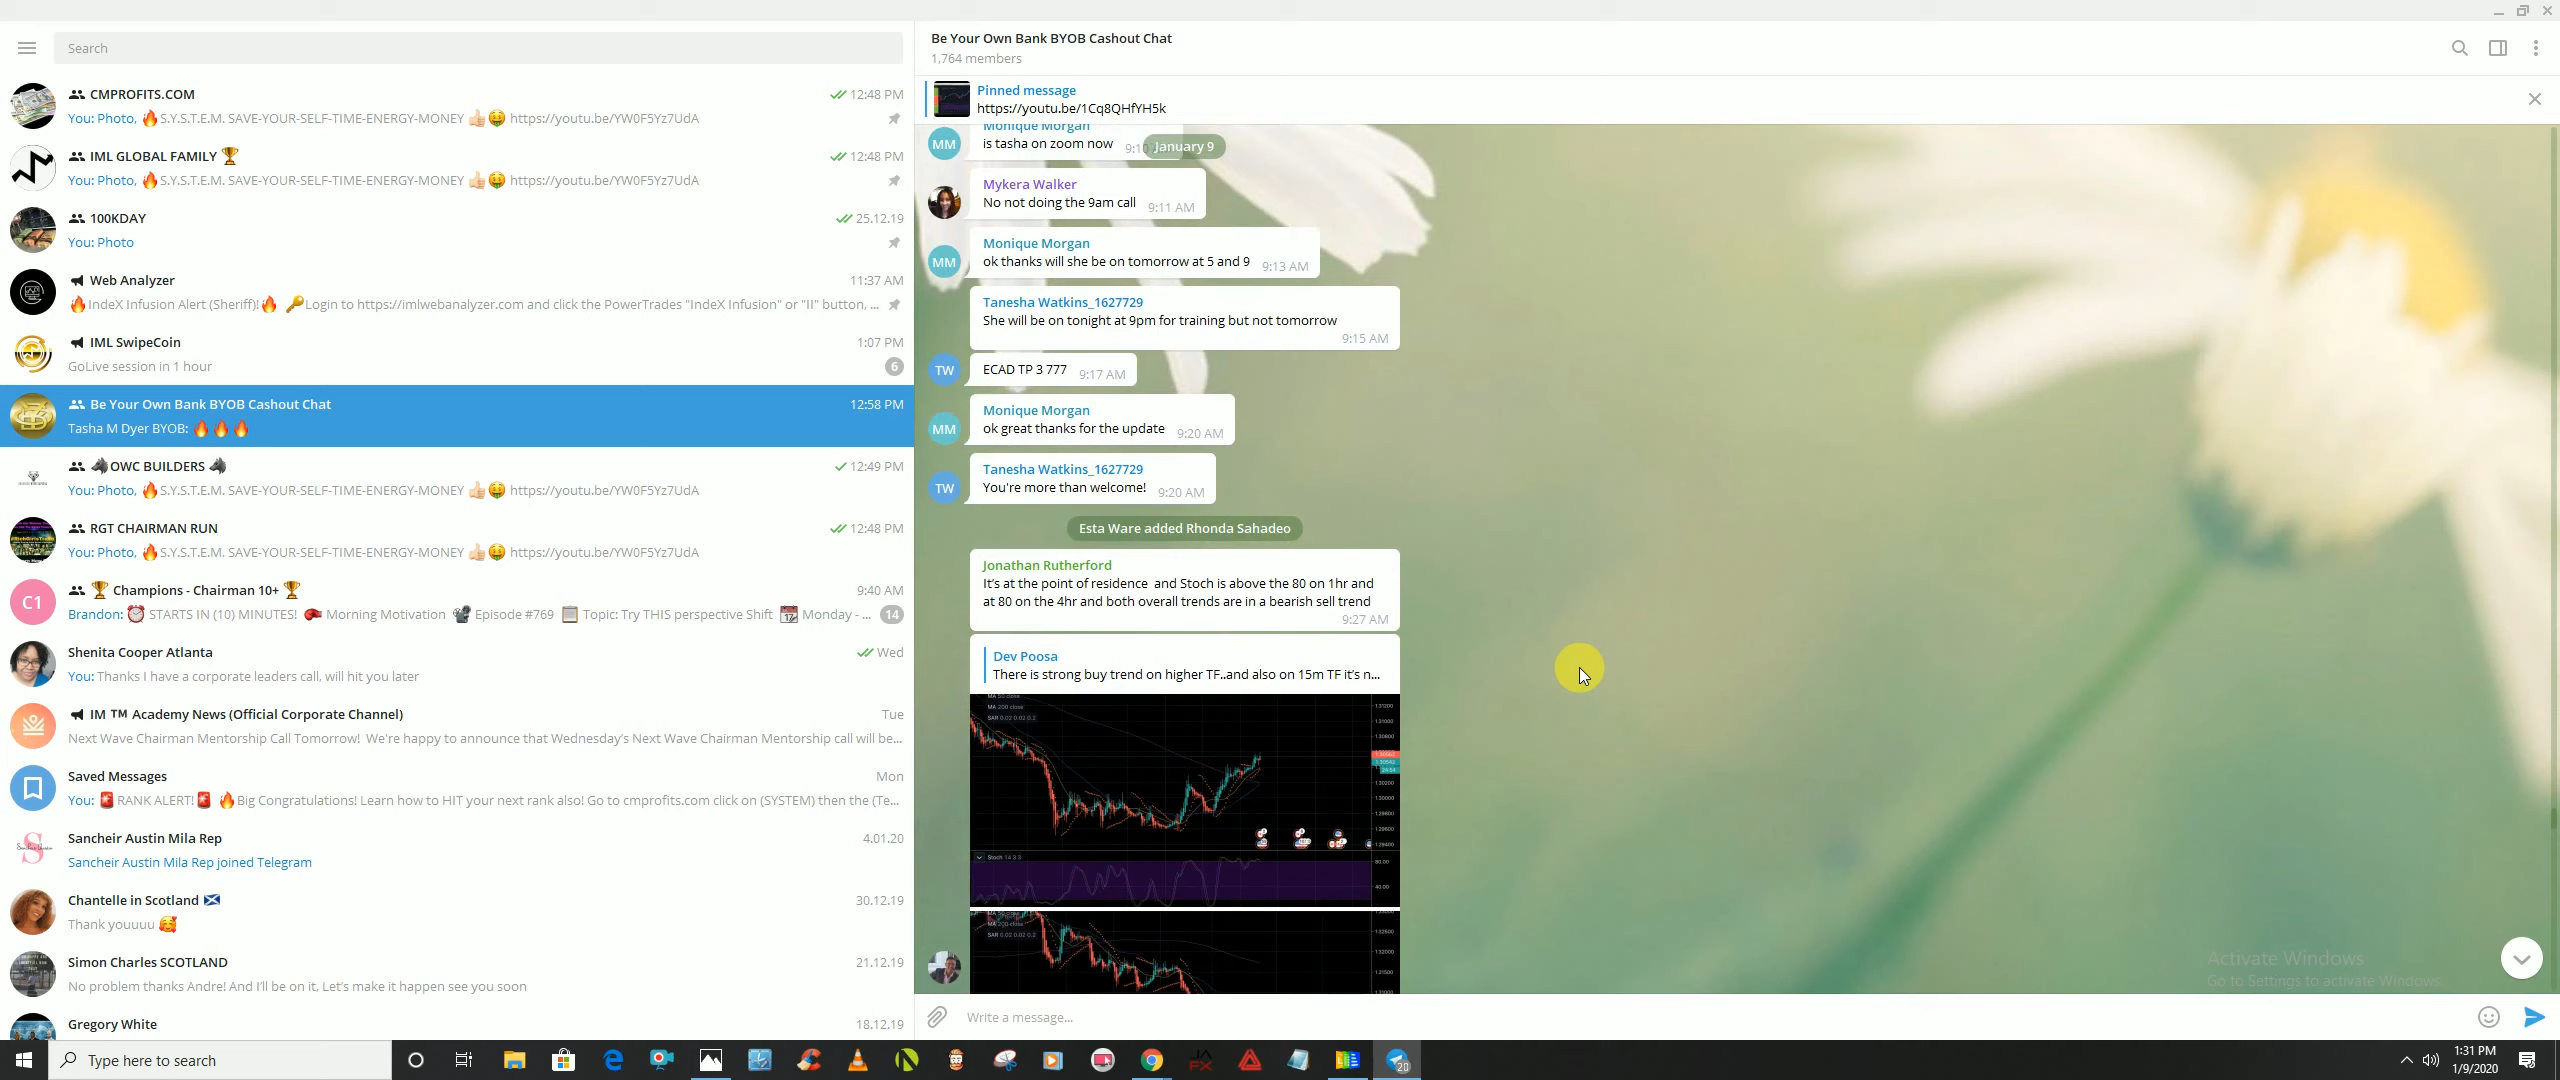 Search
CMPROFITS.COM
12:48 PM
You: Photo, 🔥S.Y.S.T.E.M. SAVE-YOUR-SELF-TIME-ENERGY-MONEY 👍🏻🤑 https://youtu.be/YW0F5Yz7UdA
IML GLOBAL FAMILY 🏆
12:48 PM
You: Photo, 🔥S.Y.S.T.E.M. SAVE-YOUR-SELF-TIME-ENERGY-MONEY 👍🏻🤑 https://youtu.be/YW0F5Yz7UdA
100KDAY
25.12.19
You: Photo
Web Analyzer
11:37 AM
🔥IndeX Infusion Alert (Sheriff)!🔥 🔑Login to https://imlwebanalyzer.com and click the PowerTrades "IndeX Infusion" or "II" button, ...
IML SwipeCoin
1:07 PM
GoLive session in 1 hour
6
Be Your Own Bank BYOB Cashout Chat
12:58 PM
Tasha M Dyer BYOB: 🔥🔥🔥
🐺OWC BUILDERS 🐺
12:49 PM
You: Photo, 🔥S.Y.S.T.E.M. SAVE-YOUR-SELF-TIME-ENERGY-MONEY 👍🏻🤑 https://youtu.be/YW0F5Yz7UdA
RGT CHAIRMAN RUN
12:48 PM
You: Photo, 🔥S.Y.S.T.E.M. SAVE-YOUR-SELF-TIME-ENERGY-MONEY 👍🏻🤑 https://youtu.be/YW0F5Yz7UdA
C1
🏆 Champions - Chairman 10+ 🏆
9:40 AM
Brandon: ⏰ STARTS IN (10) MINUTES! 🥊 Morning Motivation 📽 Episode #769 📋 Topic: Try THIS perspective Shift 📆 Monday - ...
14
Shenita Cooper Atlanta
Wed
You: Thanks I have a corporate leaders call, will hit you later
IM ™ Academy News (Official Corporate Channel)
Tue
Next Wave Chairman Mentorship Call Tomorrow! We're happy to announce that Wednesday's Next Wave Chairman Mentorship call will be...
Saved Messages
Mon
You: 🚨RANK ALERT!🚨 🔥Big Congratulations! Learn how to HIT your next rank also! Go to cmprofits.com click on (SYSTEM) then the (Te...
Sancheir Austin Mila Rep
4.01.20
Sancheir Austin Mila Rep joined Telegram
Chantelle in Scotland 🏴󠁧󠁢󠁳󠁣󠁴󠁿
30.12.19
Thank youuuu 🥰
Simon Charles SCOTLAND
21.12.19
No problem thanks Andre! And I'll be on it, Let's make it happen see you soon
Gregory White
18.12.19
Be Your Own Bank BYOB Cashout Chat
1,764 members
Pinned message
https://youtu.be/1Cq8QHfYH5k
January 9
MM
Monique Morgan
is tasha on zoom now
Mykera Walker
No not doing the 9am call
9:11 AM
MM
Monique Morgan
ok thanks will she be on tomorrow at 5 and 9
9:13 AM
Tanesha Watkins_1627729
She will be on tonight at 9pm for training but not tomorrow
9:15 AM
TW
ECAD TP 3 777
9:17 AM
MM
Monique Morgan
ok great thanks for the update
9:20 AM
TW
Tanesha Watkins_1627729
You're more than welcome!
9:20 AM
Esta Ware added Rhonda Sahadeo
Jonathan Rutherford
It's at the point of residence and Stoch is above the 80 on 1hr and
at 80 on the 4hr and both overall trends are in a bearish sell trend
9:27 AM
Dev Poosa
There is strong buy trend on higher TF..and also on 15m TF it's n...
Activate Windows
Go to Settings to activate Windows.
Write a message...
Type here to search
20
1:31 PM
1/9/2020